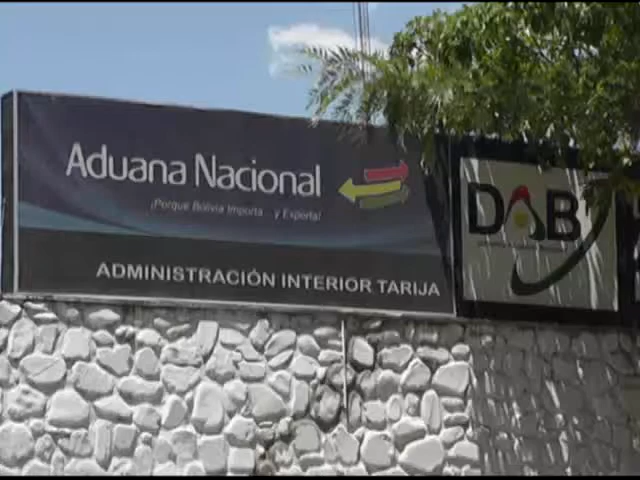 Aduana Nacional
¡Porque Bolivia Importa... y Exporta!
ADMINISTRACIÓN INTERIOR TARIJA
DAB